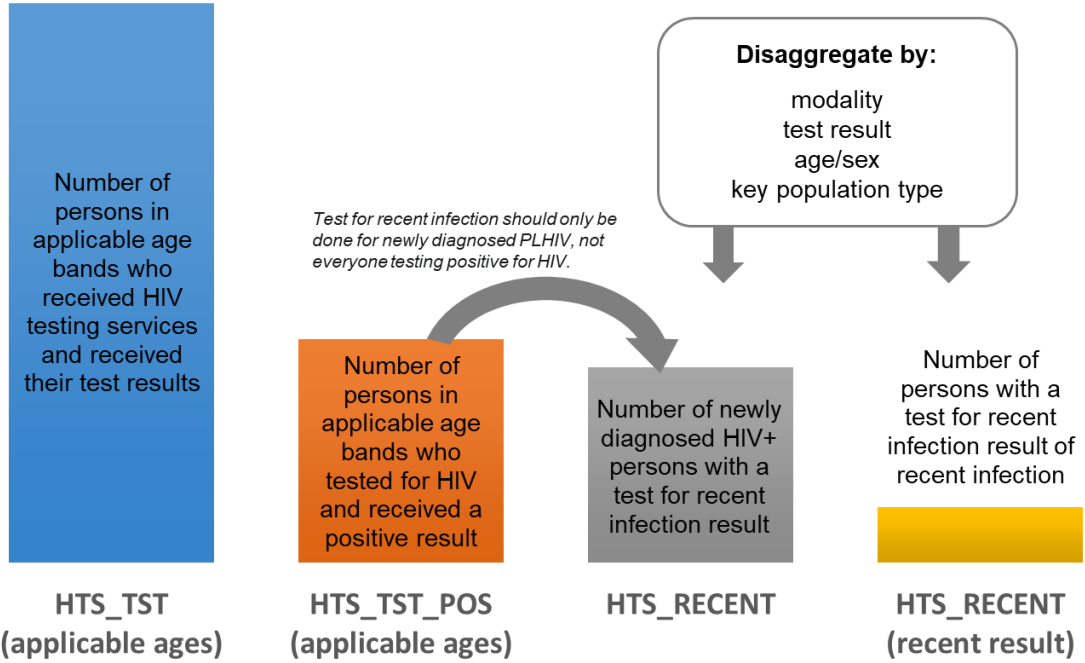 Disaggregate by:
modality
test result
age/sex
key population type
Number of
persons in
applicable age
bands who
received HIV
testing services
and received
their test results
Test for recent infection should only be
done for newly diagnosed PLHIV, not
everyone testing positive for HIV.
Number of
persons in
applicable age
bands who
tested for HIV
and received a
positive result
Number of newly
diagnosed HIV+
persons with a
test for recent
infection result
Number of
persons with a
test for recent
infection result of
recent infection
HTS_TST
(applicable ages)
HTS_TST_POS
(applicable ages)
HTS_RECENT
HTS_RECENT
(recent result)